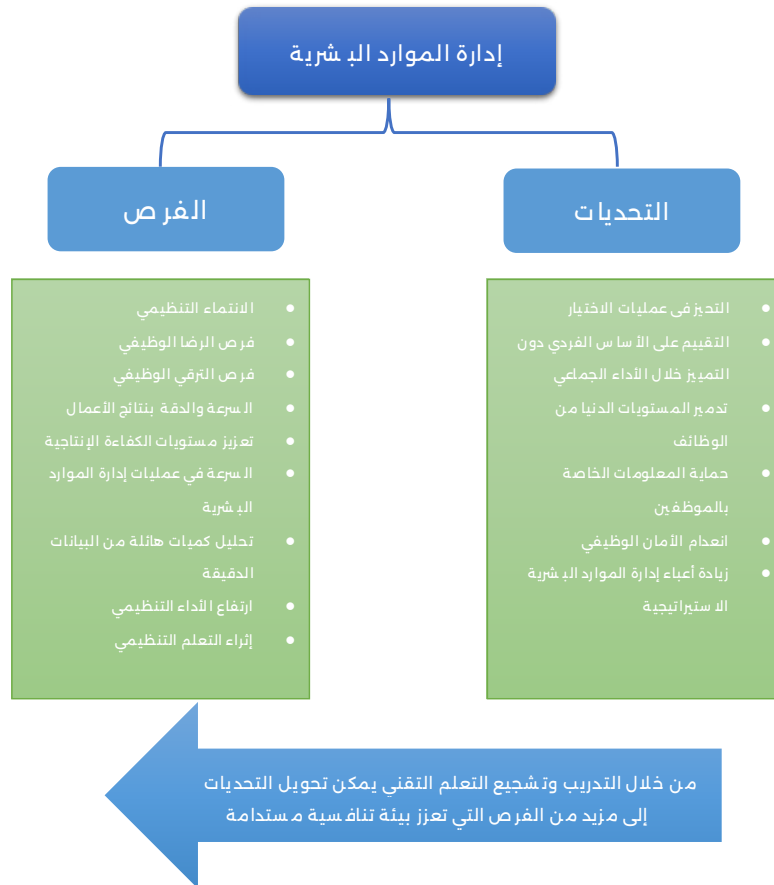 إدارة الموارد البشرية
التحديات
التحيز فى عمليات الاختيار
التقييم على الأساس الفردي دون
التمييز خلال الأداء الجماعي
تدمير المستويات الدنيا من
الوظائف
حماية المعلومات الخاصة
بالموظفين
انعدام الأمان الوظيفي
زيادة أعباء إدارة الموارد البشرية
الاستيراتيجية
الفرص
الانتماء التنظيمي
فرص الرضا الوظيفي
فرص الترقي الوظيفي
السرعة والدقة بنتائج الأعمال
تعزيز مستويات الكفاءة الإنتاجية
السرعة في عمليات إدارة الموارد
البشرية
تحليل كميات هائلة من البيانات
الدقيقة
ارتفاع الأداء التنظيمي
إثراء التعلم التنظيمي
من خلال التدريب وتشجيع التعلم التقني يمكن تحويل التحديات
إلى مزيد من الفرص التي تعزز بيئة تنافسية مستدامة